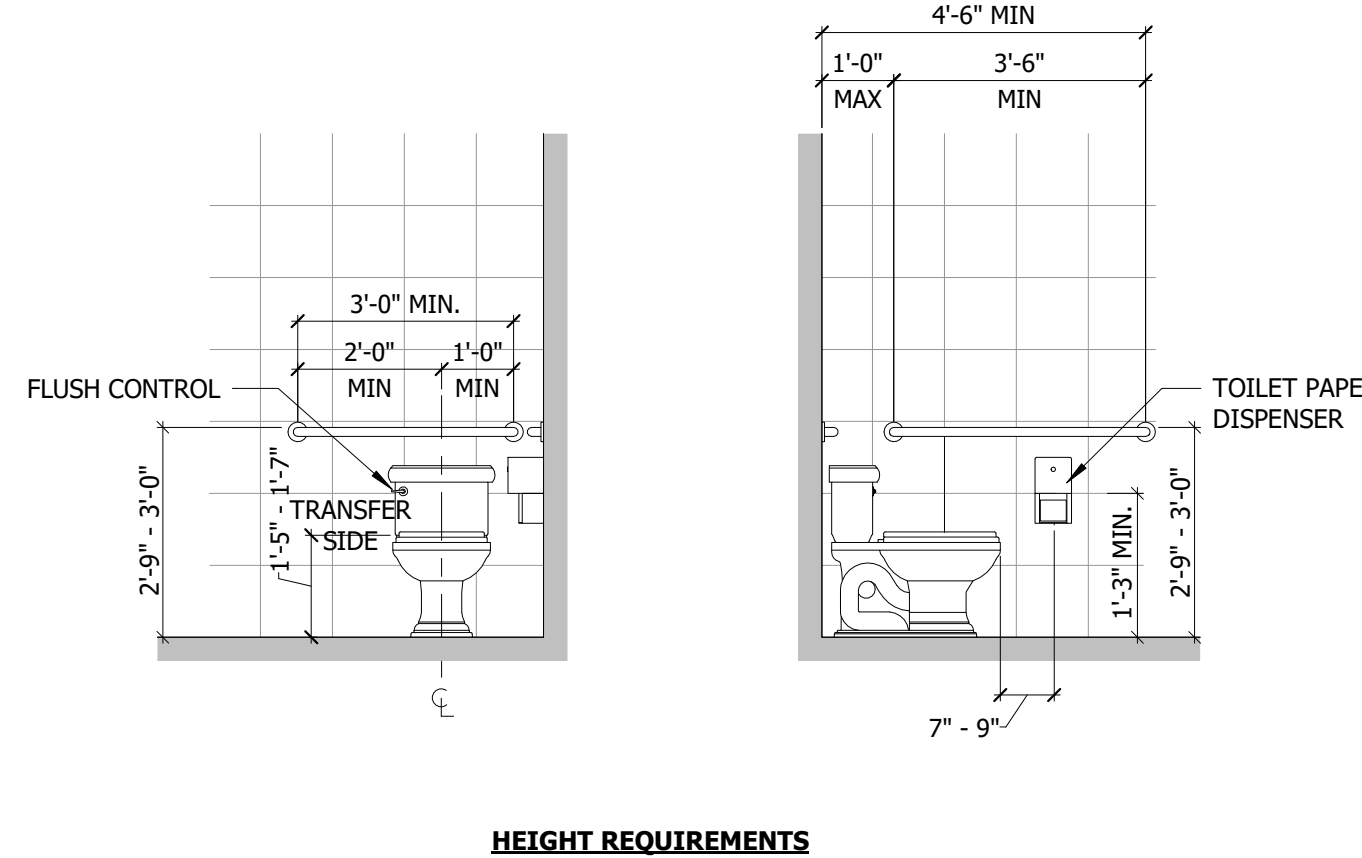 4'-6" MIN
1'-0"
3'-6"
MAX
MIN
3'-0" MIN.
2'-0"
1'-0"
MIN
MIN
FLUSH CONTROL
TOILET PAPE
DISPENSER
2'-9" - 3'-0"
1'-5" - 1'-7"
TRANSFER
SIDE
1'-3" MIN.
2'-9" - 3'-0"
CL
7" - 9"
HEIGHT REQUIREMENTS